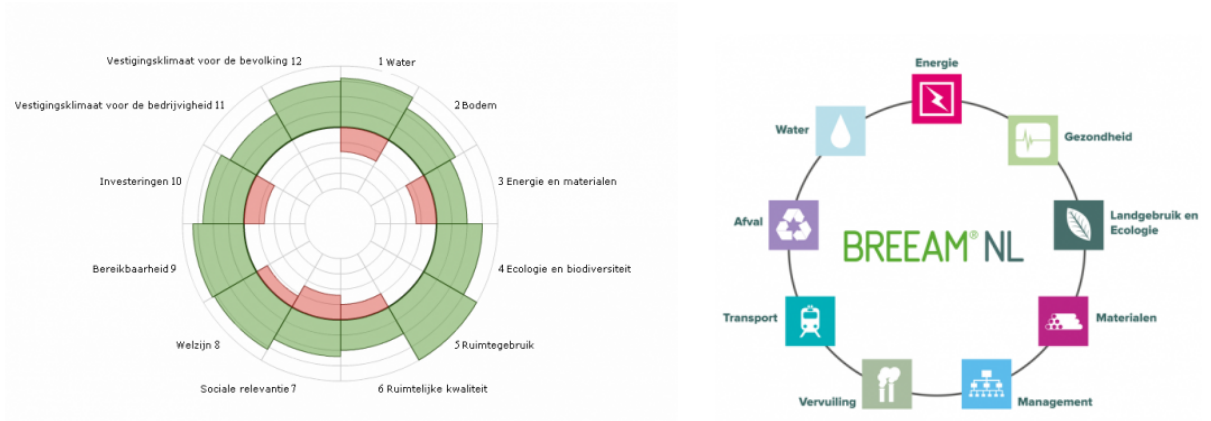 Vestigingsklimaat voor de bevolking 12
1 Water
Vestigingsklimaat voor de bedrijvigheid 11
2 Bodem
Investeringen 10
3 Energie en materialen
Bereikbaarheid 9
4 Ecologie en biodiversiteit
Welzijn 8
5 Ruimtegebruik
Sociale relevantie 7
6 Ruimtelijke kwaliteit
Energie
Water
Gezondheid
Afval
Landgebruik en
Ecologie
BREEAM® NL
Transport
Materialen
Vervuiling
Management